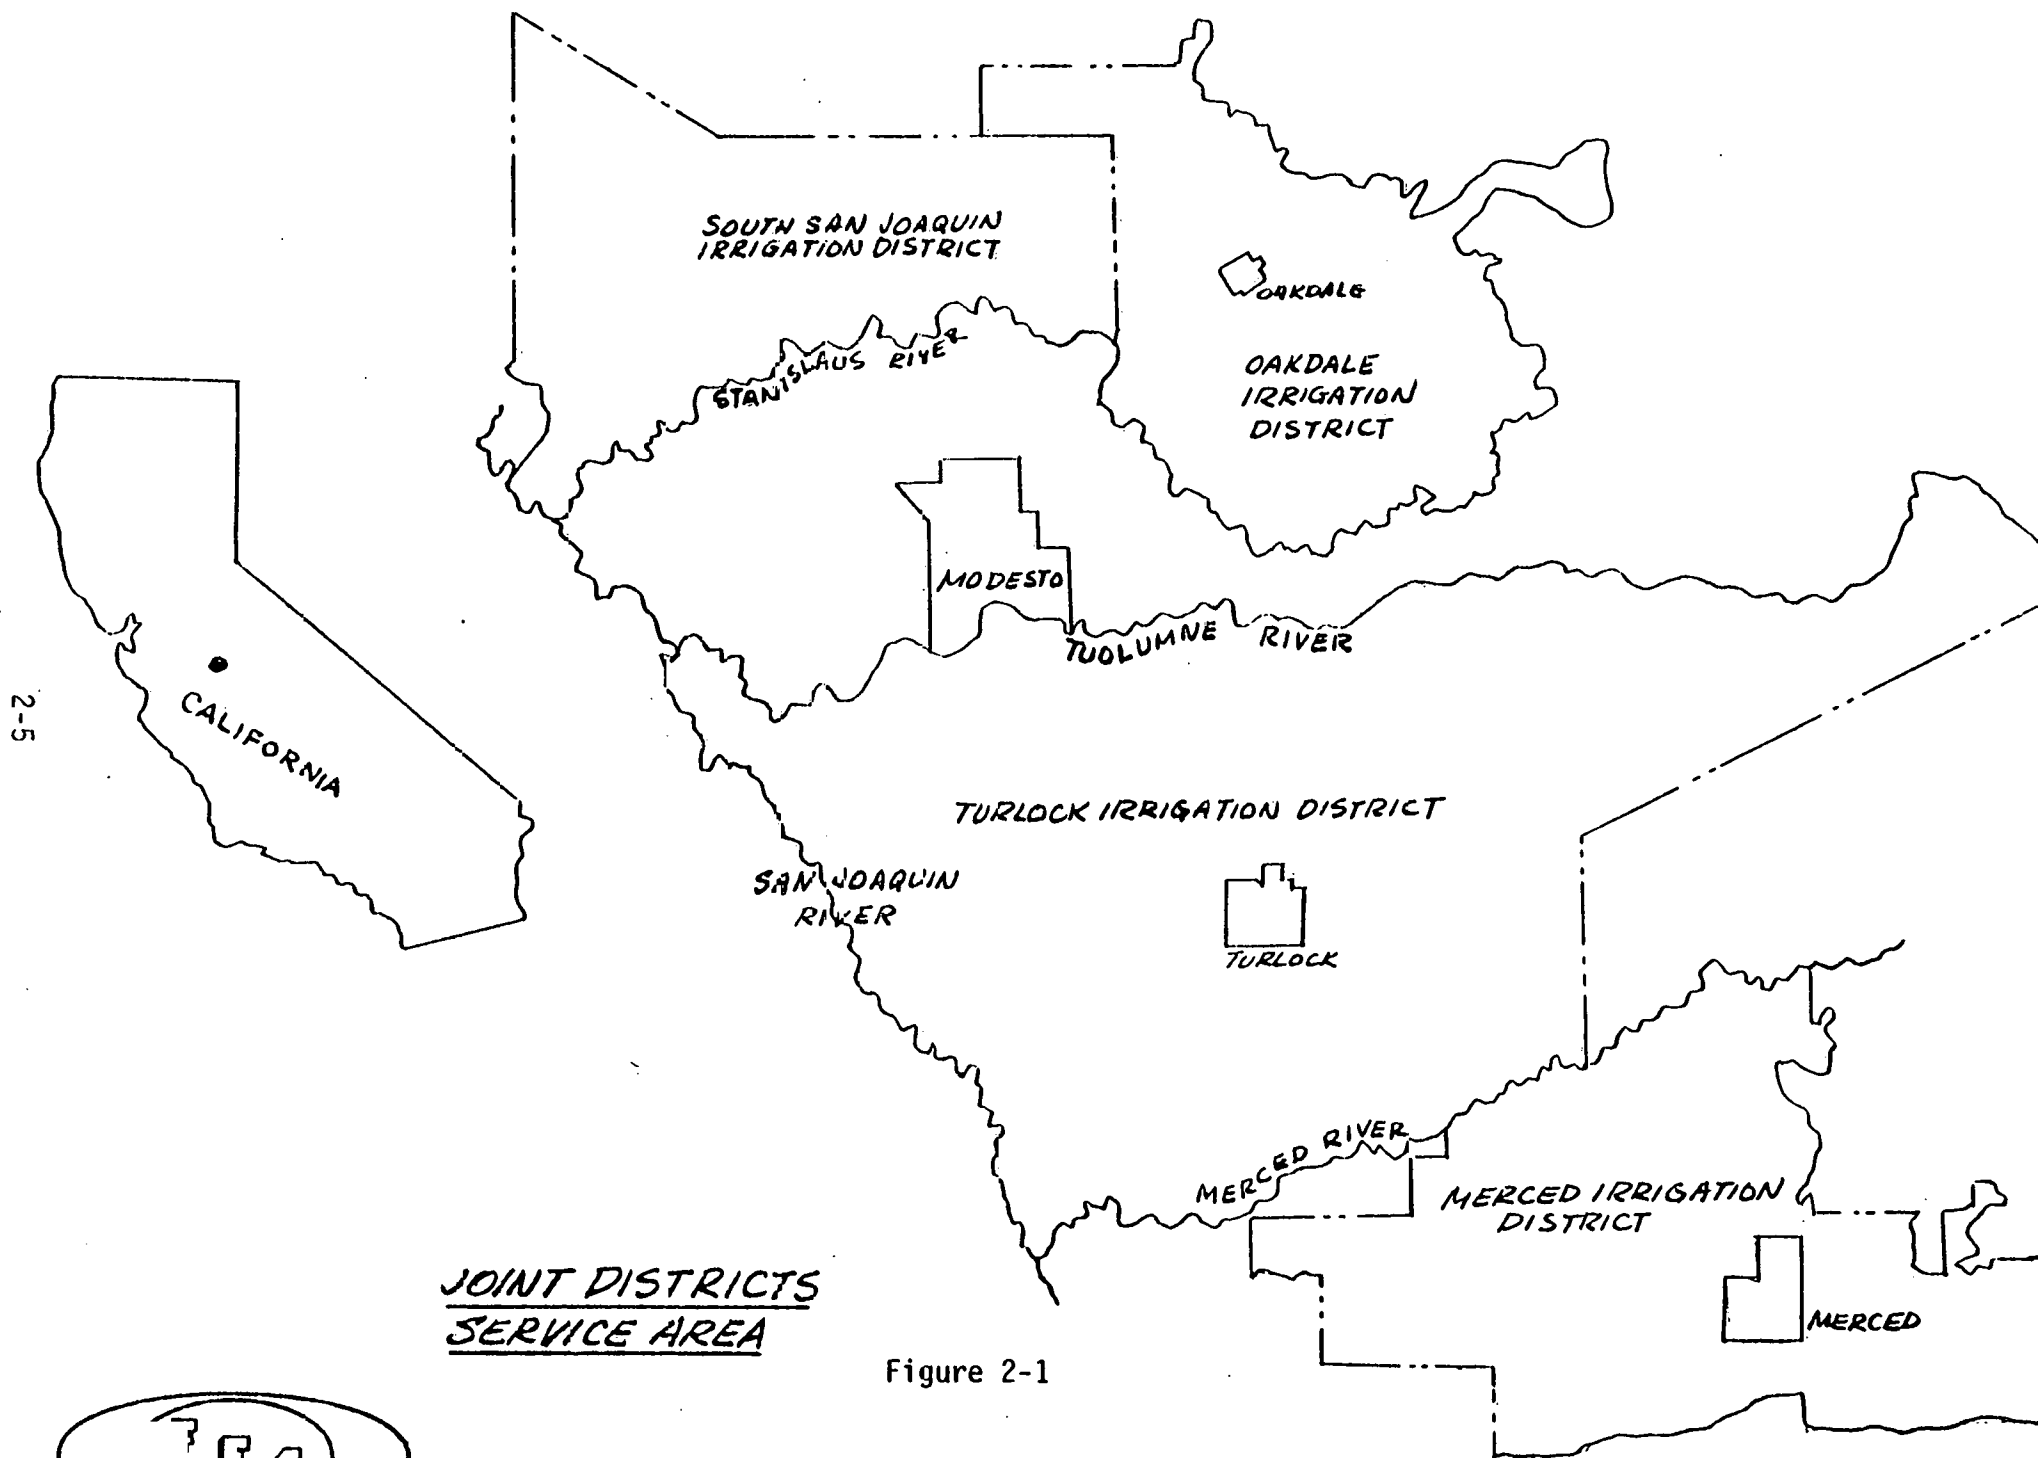 SOUTH SAN JOAQUIN
IRRIGATION DISTRICT
OAKDALE
STANISLAUS RIVER
OAKDALE
IRRIGATION
DISTRICT
MODESTO
TUOLUMNE RIVER
CALIFORNIA
2-5
TURLOCK IRRIGATION DISTRICT
SAN JOAQUIN
RIVER
TURLOCK
MERCED RIVER
MERCED IRRIGATION
DISTRICT
MERCED
JOINT DISTRICTS
SERVICE AREA
Figure 2-1